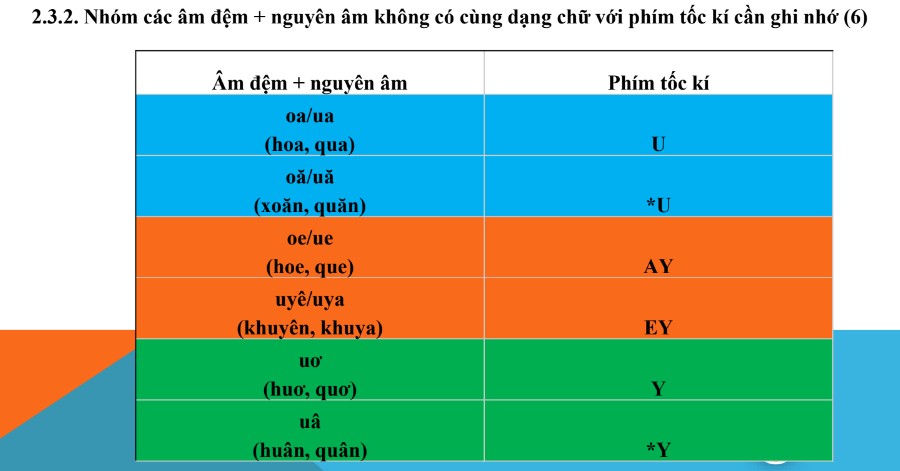 2.3.2. Nhóm các âm đệm + nguyên âm không có cùng dạng chữ với phím tốc kí cần ghi nhớ (6)
Âm đệm + nguyên âm
Phím tốc kí
oa/ua
(hoa, qua)
U
oă/uă
(xoăn, quăn)
*U
oe/ue
(hoe, que)
AY
uyê/uya
(khuyên, khuya)
EY
uơ
(huơ, quơ)
Y
uâ
(huân, quân)
*Y